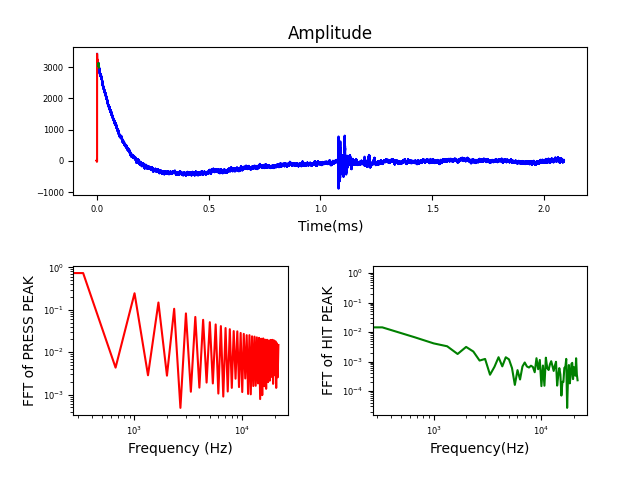 Amplitude
3000
2000
1000
0
−1000
0.0 0.5 1.0 1.5 2.0
Time(ms)
FFT of PRESS PEAK
10⁰
10⁻¹
10⁻²
10⁻³
10³ 10⁴
Frequency (Hz)
FFT of HIT PEAK
10⁰
10⁻¹
10⁻²
10⁻³
10⁻⁴
10³ 10⁴
Frequency(Hz)